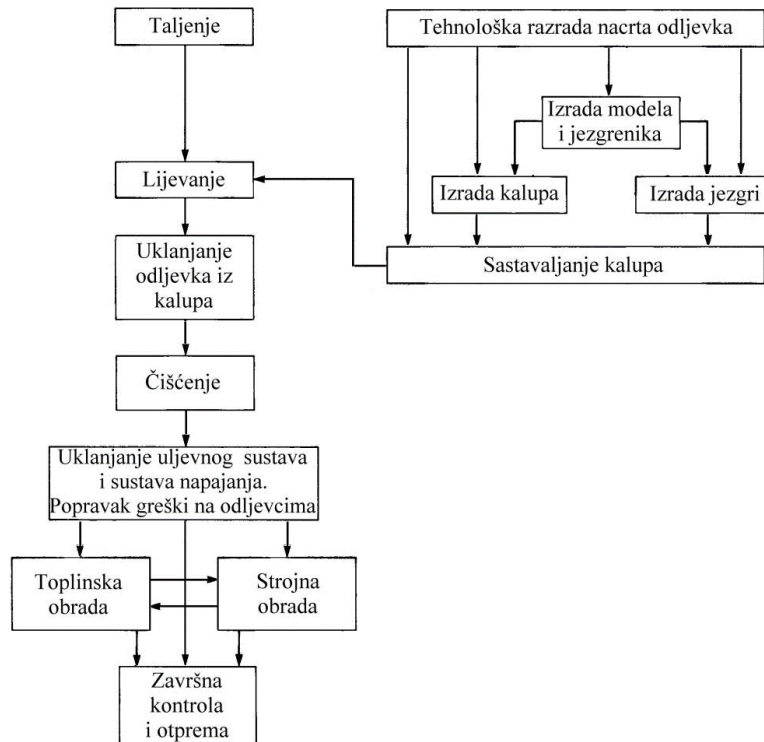 Taljenje
Tehnološka razrada nacrta odljevka
Izrada modela
i jezgrenika
Lijevanje
Izrada kalupa
Izrada jezgri
Uklanjanje
odljevka iz
kalupa
Sastavaljanje kalupa
Čišćenje
Uklanjanje uljevnog sustava
i sustava napajanja.
Popravak greški na odljevcima
Toplinska
obrada
Strojna
obrada
Završna
kontrola
i otprema